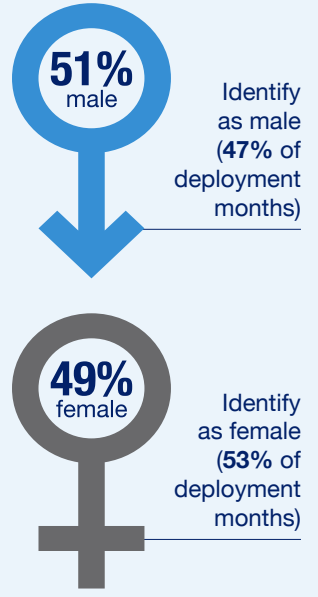 51%
male
Identify
as male
(47% of
deployment
months)
49%
female
Identify
as female
(53% of
deployment
months)